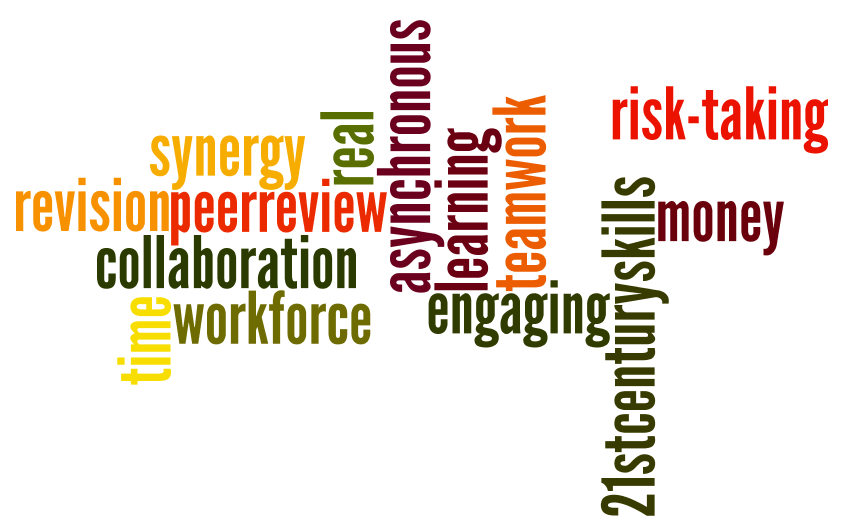 asynchronous
risk-taking
real
teamwork
synergy
learning
revision
peerreview
21stcenturyskills
money
collaboration
engaging
workforce
time